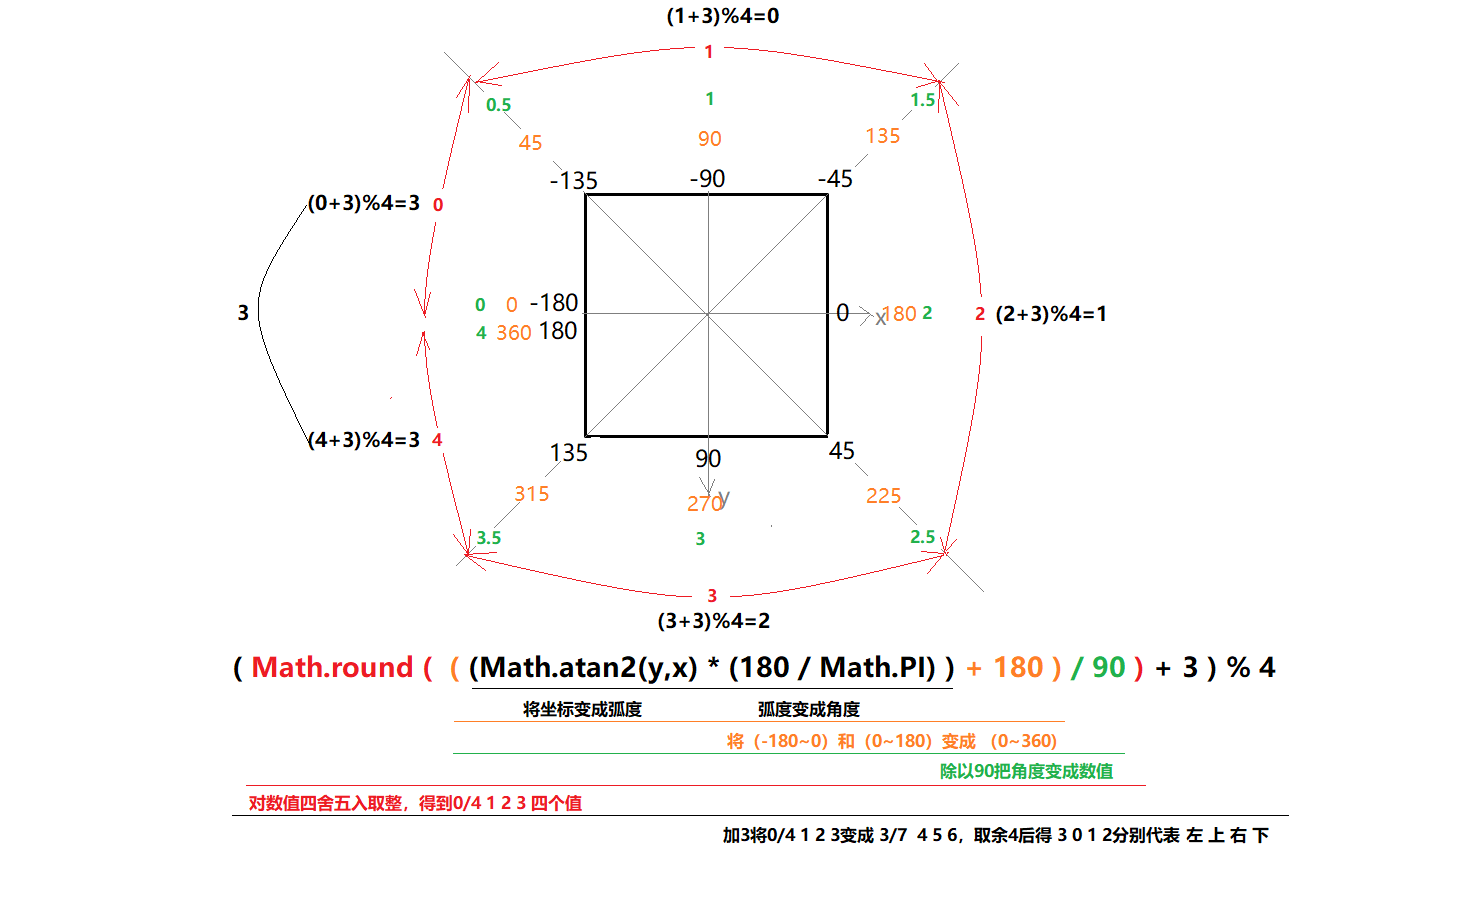 (1+3)%4=0
1
0.5 1 1.5
45 90 135
-135 -90 -45
(0+3)%4=3 0
0 0 -180
3
0 x 180 2 2 (2+3)%4=1
4 360 180
(4+3)%4=3 4
135 90 45
315 270 y 225
3.5 3 2.5
3
(3+3)%4=2
( Math.round ( ( (Math.atan2(y,x) * (180 / Math.PI) ) + 180 ) / 90 ) + 3 ) % 4
将坐标变成弧度 弧度变成角度
将（-180~0）和（0~180）变成 （0~360）
除以90把角度变成数值
对数值四舍五入取整，得到0/4 1 2 3 四个值
加3将0/4 1 2 3变成 3/7 4 5 6，取余4后得 3 0 1 2分别代表 左 上 右 下